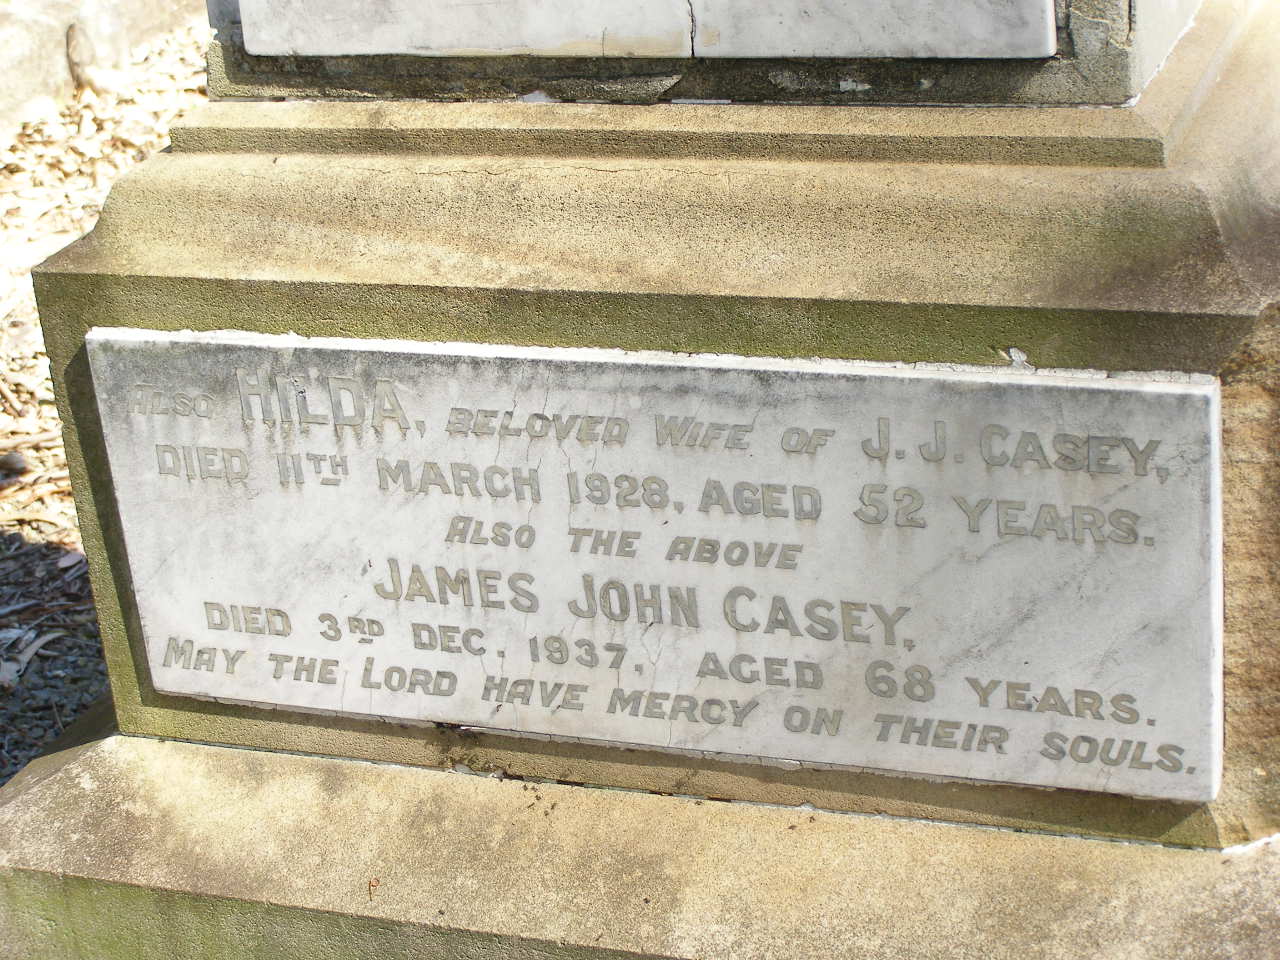 ALSO HILDA, BELOVED WIFE OF J.J. CASEY,
DIED 11TH MARCH 1928, AGED 52 YEARS.
ALSO THE ABOVE
JAMES JOHN CASEY,
DIED 3RD DEC. 1937, AGED 68 YEARS.
MAY THE LORD HAVE MERCY ON THEIR SOULS.